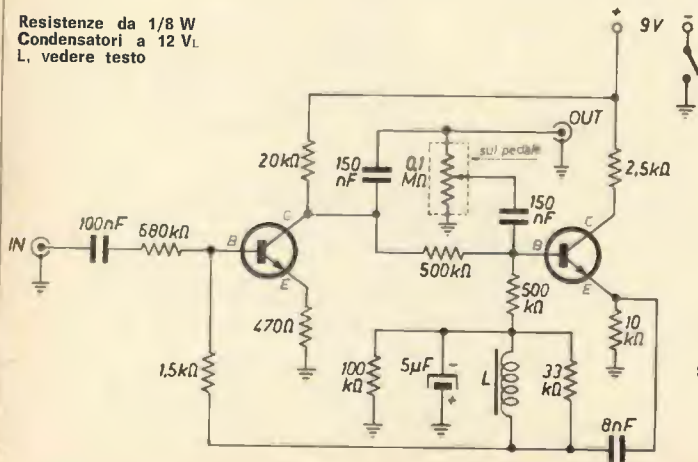 Resistenze da 1/8 W
Condensatori a 12 VL
L, vedere testo
+
9V
−
OUT
20kΩ
150
nF
0,1
MΩ
sul pedale
2,5kΩ
150
nF
IN
100nF
680kΩ
B
C
E
500kΩ
B
C
E
470Ω
500
kΩ
10
kΩ
1,5kΩ
100
kΩ
5µF
−
+
L
33
kΩ
8nF